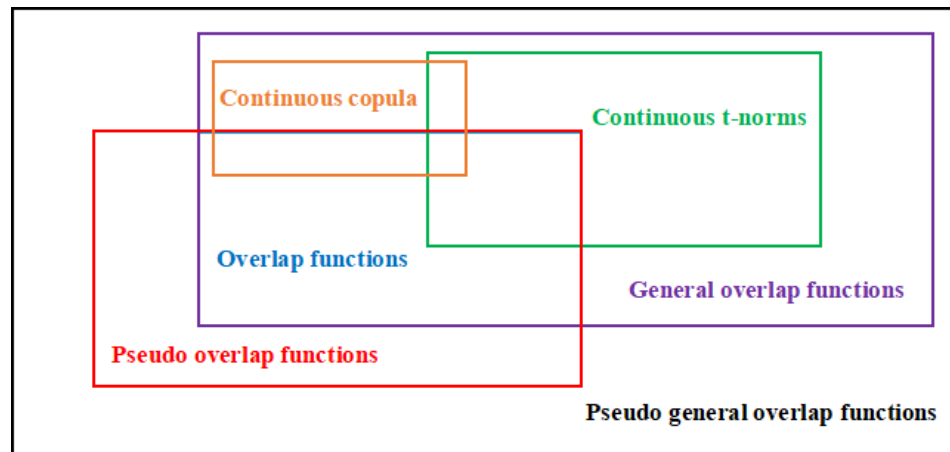 Continuous copula
Continuous t-norms
Overlap functions
General overlap functions
Pseudo overlap functions
Pseudo general overlap functions